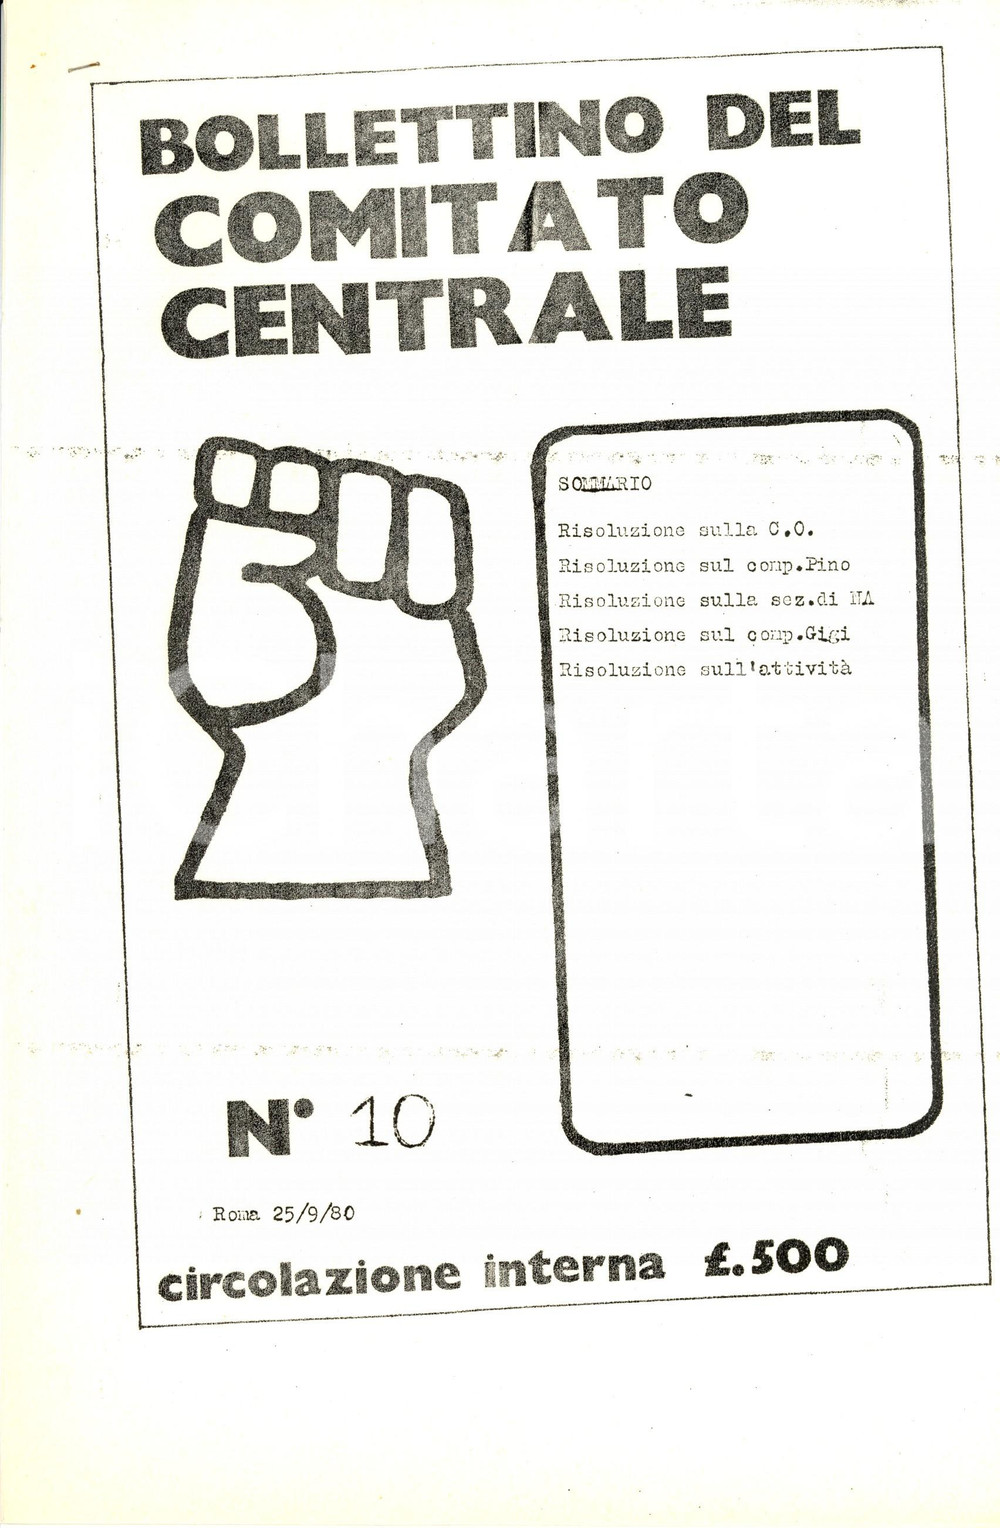 BOLLETTINO DEL
COMITATO
CENTRALE
SOMMARIO
Risoluzione sulla C.O.
Risoluzione sul comp.Pino
Risoluzione sulla sez.di NA
Risoluzione sul comp.Gigi
Risoluzione sull'attività
N° 10
Roma 25/9/80
circolazione interna £.500